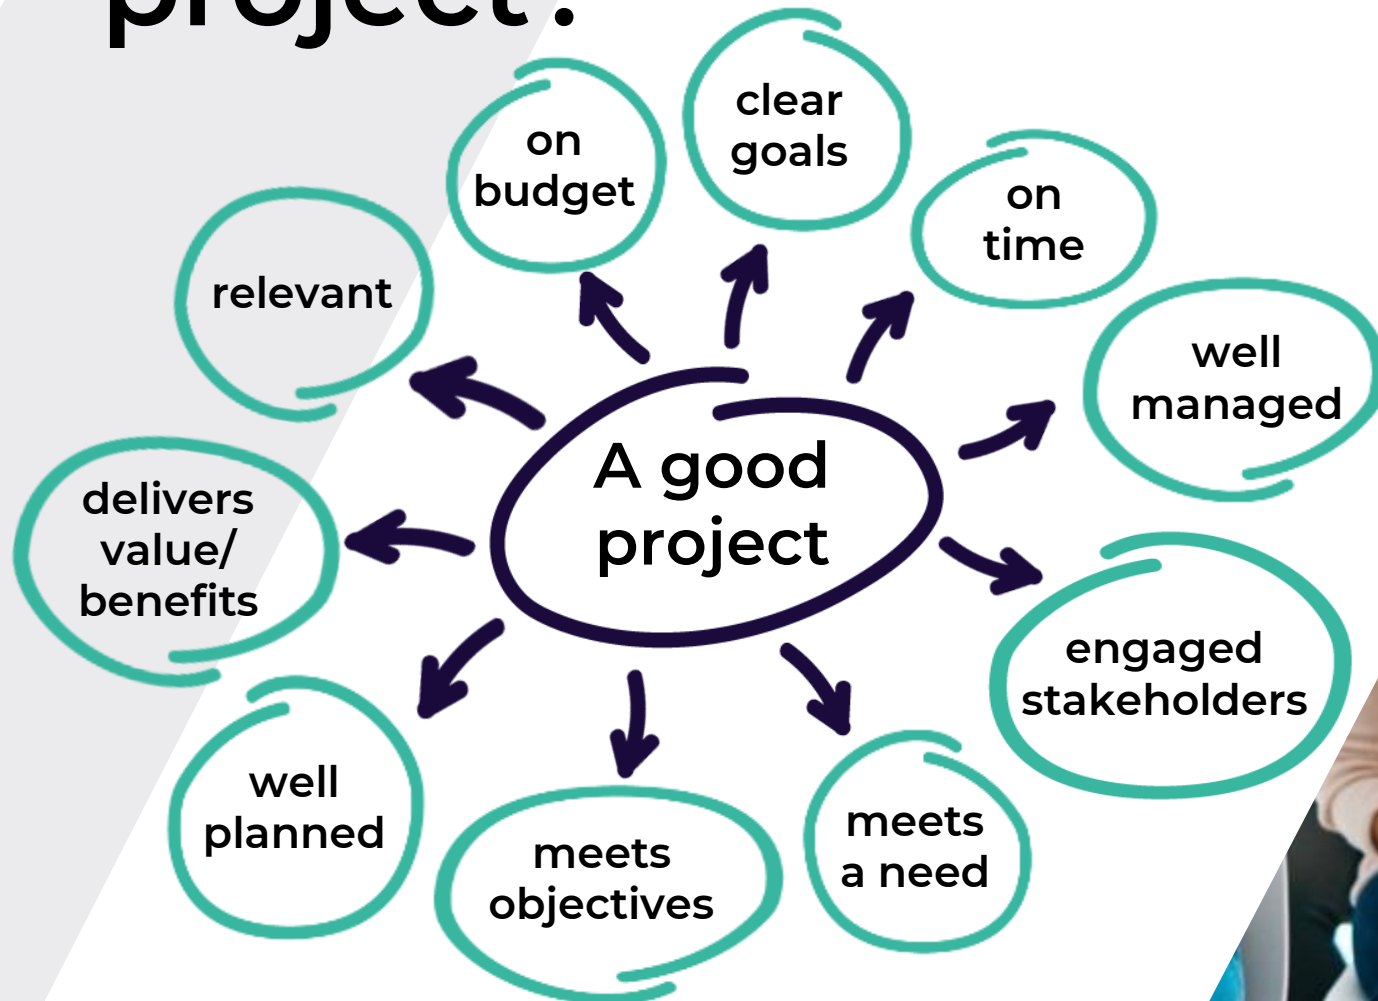 project?
clear
goals
on
budget
on
time
relevant
well
managed
A good
project
delivers
value/
benefits
engaged
stakeholders
well
planned
meets
a need
meets
objectives